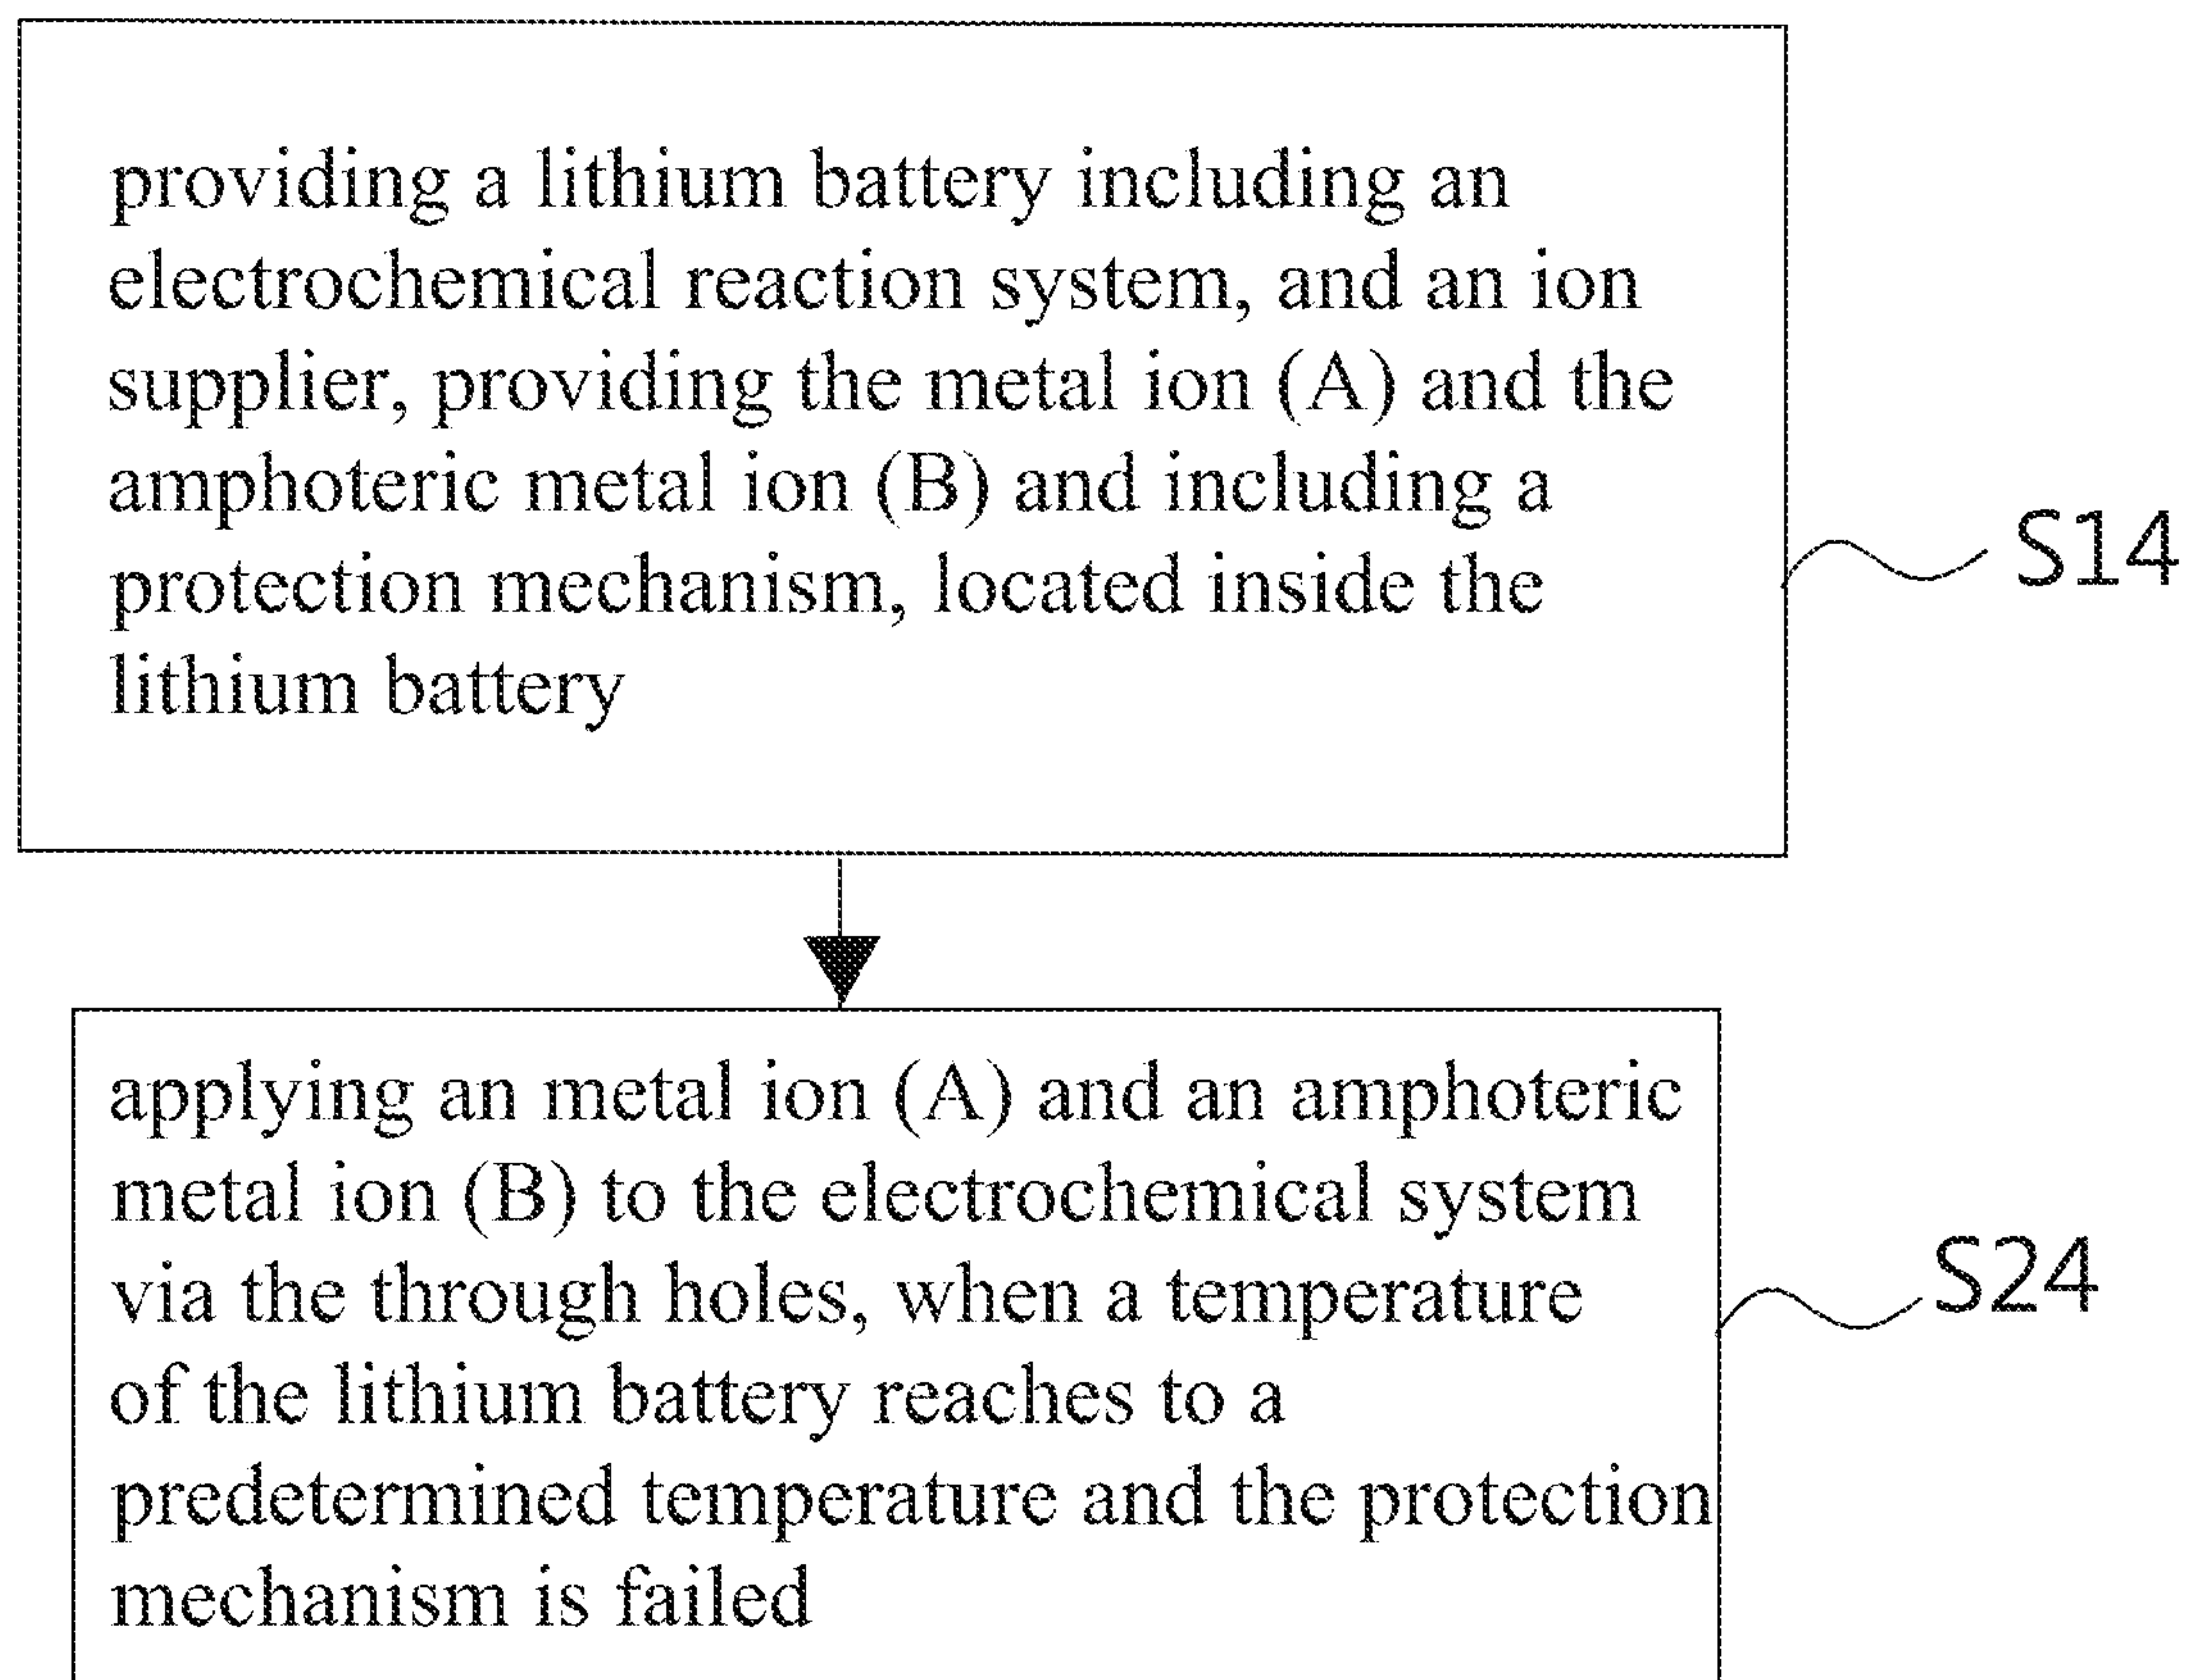 providing a lithium battery including an
electrochemical reaction system, and an ion
supplier, providing the metal ion (A) and the
amphoteric metal ion (B) and including a
protection mechanism, located inside the
lithium battery
S14
applying an metal ion (A) and an amphoteric
metal ion (B) to the electrochemical system
via the through holes, when a temperature
of the lithium battery reaches to a
predetermined temperature and the protection
mechanism is failed
S24